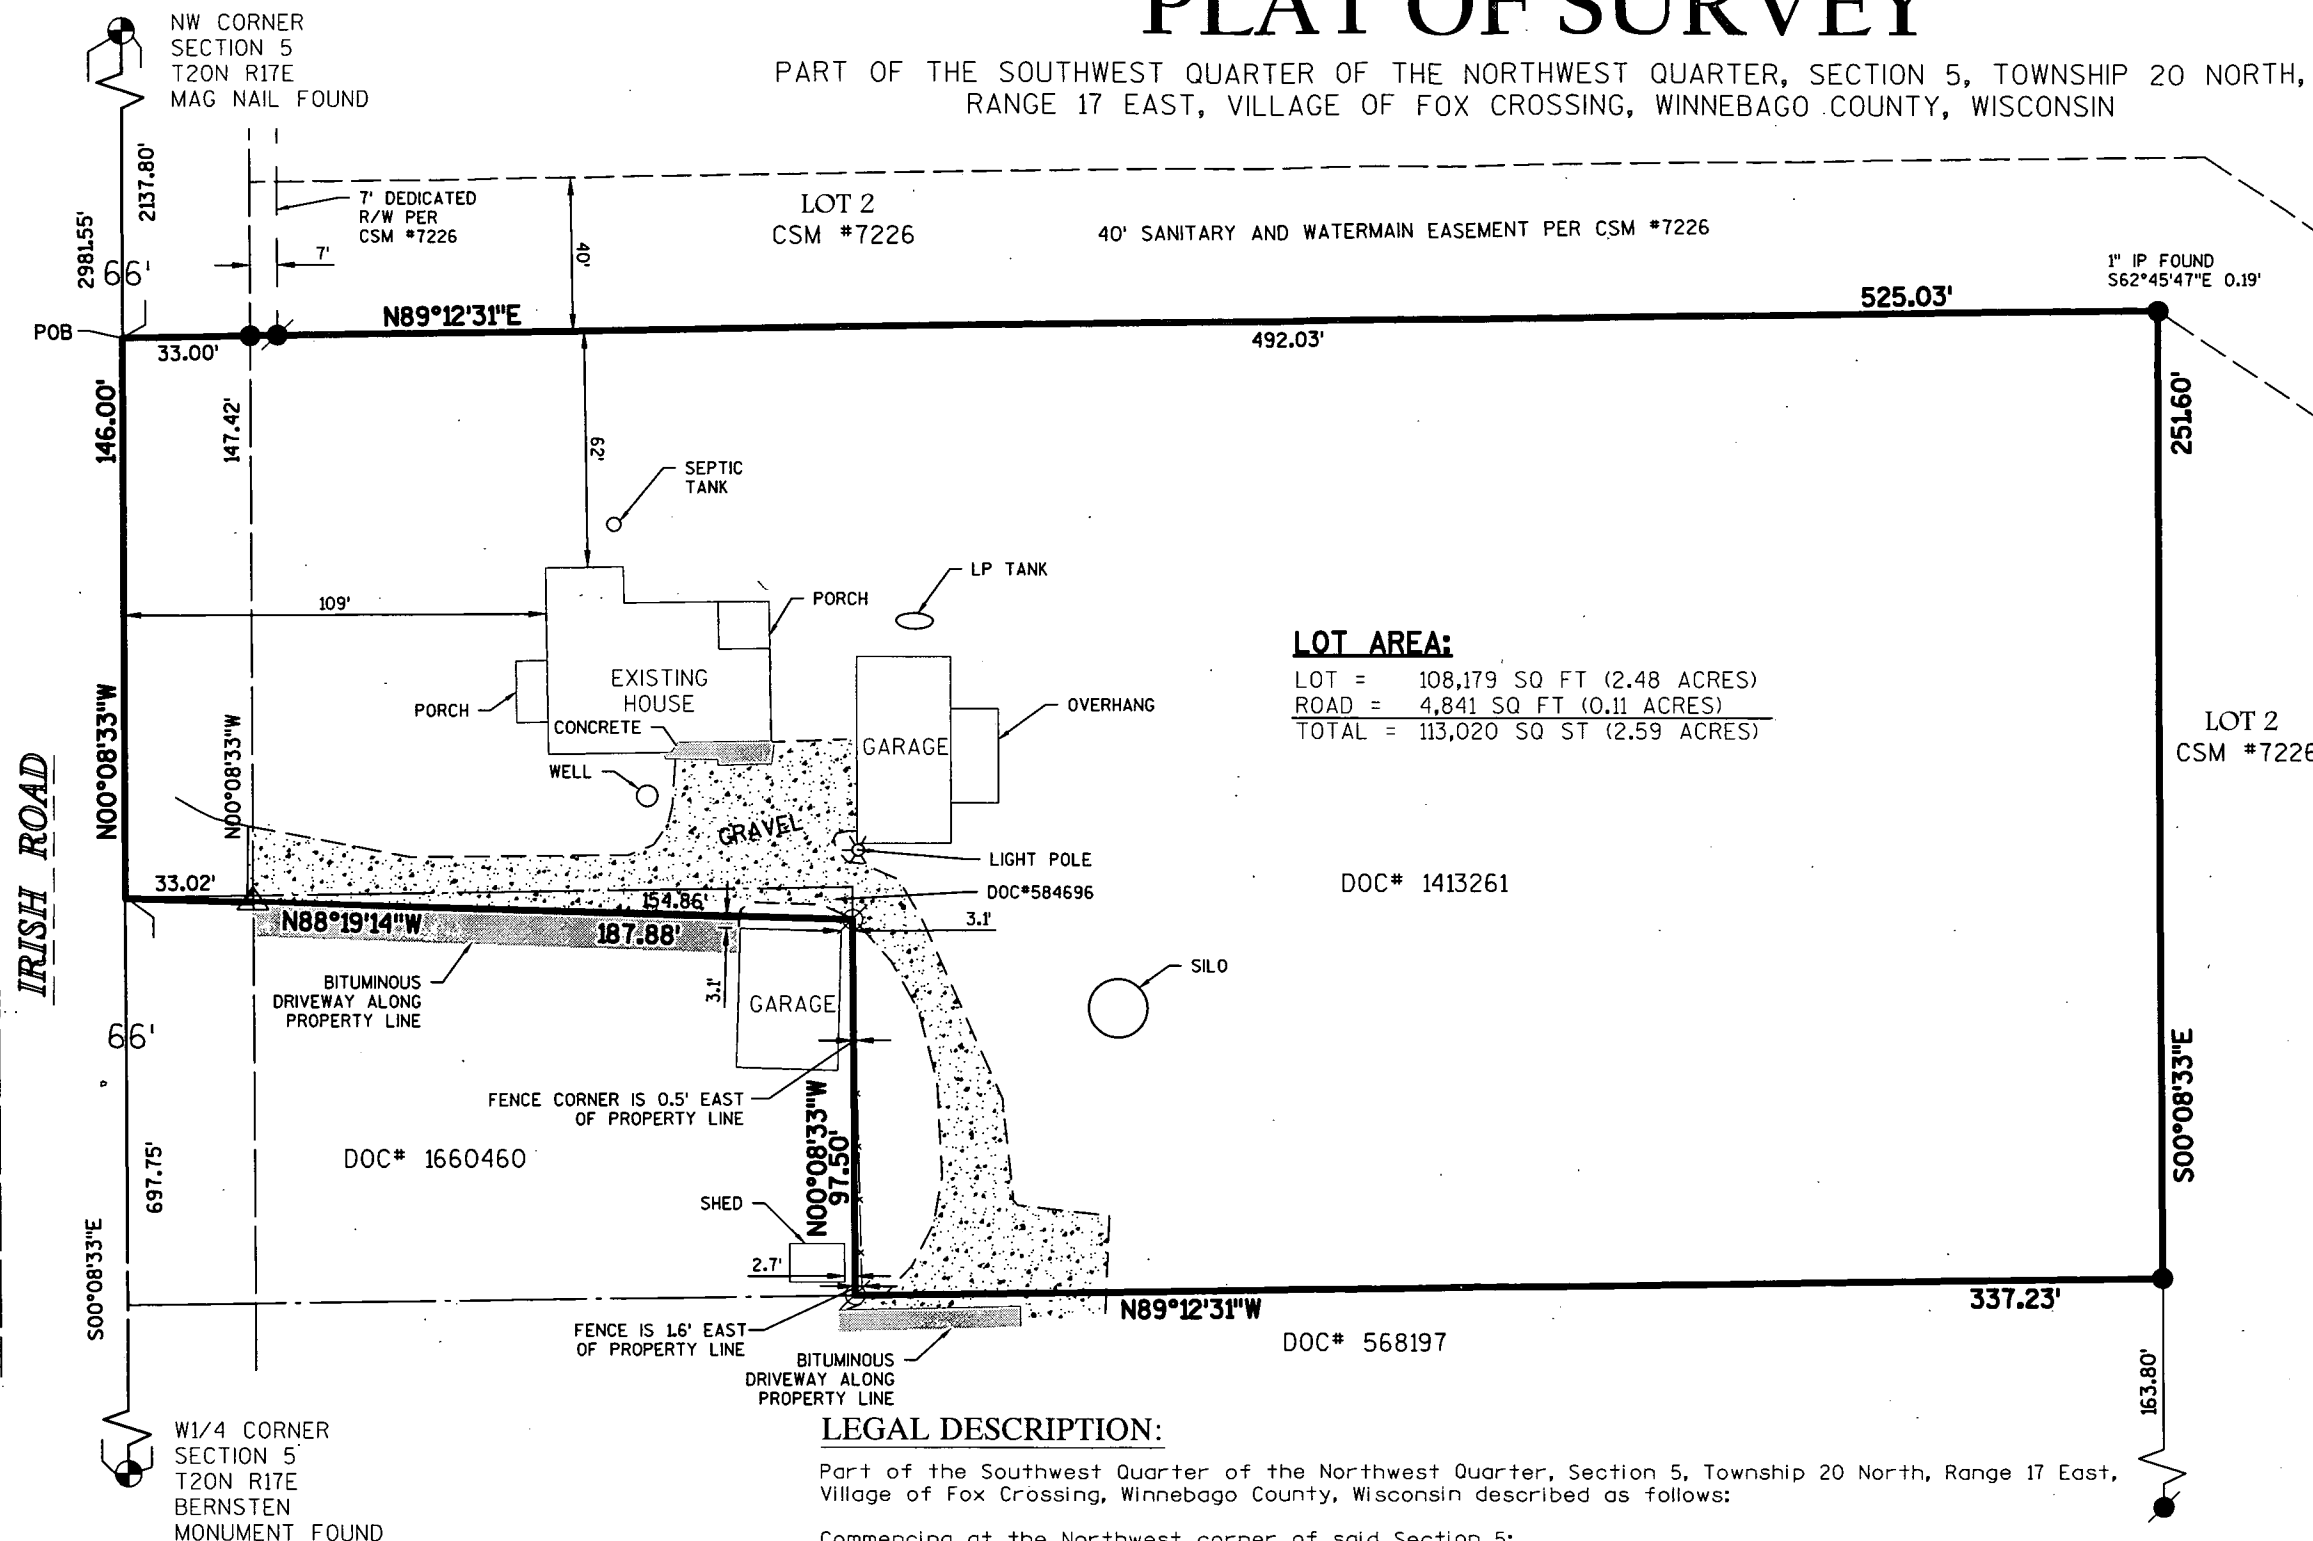 PLAT OF SURVEY
PART OF THE SOUTHWEST QUARTER OF THE NORTHWEST QUARTER, SECTION 5, TOWNSHIP 20 NORTH,
RANGE 17 EAST, VILLAGE OF FOX CROSSING, WINNEBAGO COUNTY, WISCONSIN
NW CORNER
SECTION 5
T20N R17E
MAG NAIL FOUND
2137.80'
2981.55'
66'
7' DEDICATED
R/W PER
CSM #7226
7'
40'
LOT 2
CSM #7226
40' SANITARY AND WATERMAIN EASEMENT PER CSM #7226
1" IP FOUND
S62°45'47"E 0.19'
POB
N89°12'31"E
525.03'
33.00'
492.03'
146.00'
147.42'
62'
251.60'
SEPTIC
TANK
LP TANK
109'
PORCH
EXISTING
HOUSE
PORCH
CONCRETE
WELL
GARAGE
OVERHANG
LOT AREA:
LOT = 108,179 SQ FT (2.48 ACRES)
ROAD = 4,841 SQ FT (0.11 ACRES)
TOTAL = 113,020 SQ ST (2.59 ACRES)
LOT 2
CSM #7226
N00°08'33"W
N00°08'33"W
IRISH ROAD
GRAVEL
LIGHT POLE
DOC#584696
DOC# 1413261
33.02'
154.86'
3.1'
N88°19'14"W
187.88'
SILO
BITUMINOUS
DRIVEWAY ALONG
PROPERTY LINE
3.1'
GARAGE
66'
FENCE CORNER IS 0.5' EAST
OF PROPERTY LINE
N00°08'33"W
97.50'
S00°08'33"E
DOC# 1660460
697.75'
SHED
2.7'
S00°08'33"E
N89°12'31"W
337.23'
FENCE IS 1.6' EAST
OF PROPERTY LINE
DOC# 568197
BITUMINOUS
DRIVEWAY ALONG
PROPERTY LINE
163.80'
W1/4 CORNER
SECTION 5
T20N R17E
BERNSTEN
MONUMENT FOUND
LEGAL DESCRIPTION:
Part of the Southwest Quarter of the Northwest Quarter, Section 5, Township 20 North, Range 17 East,
Village of Fox Crossing, Winnebago County, Wisconsin described as follows:
Commencing at the Northwest corner of said Section 5;